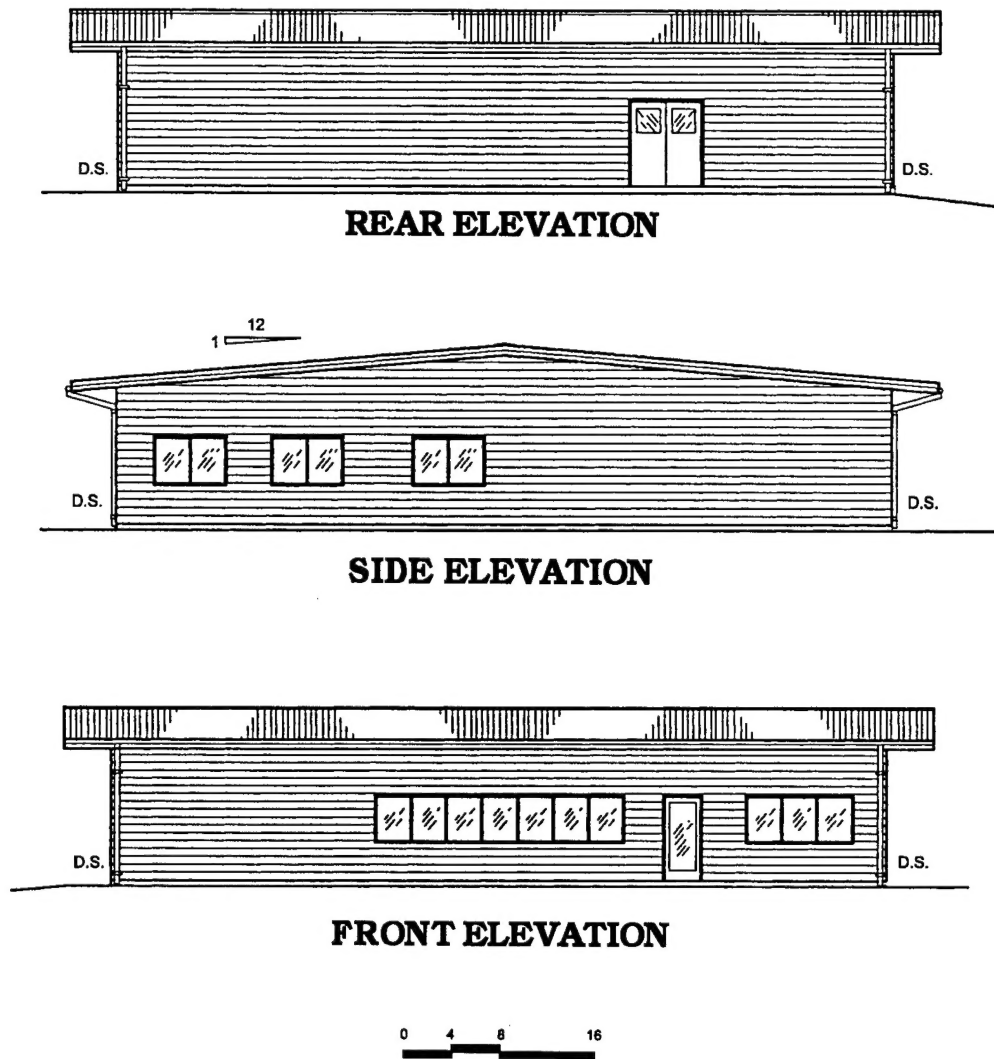 D.S. D.S.
REAR ELEVATION
12
1
D.S. D.S.
SIDE ELEVATION
D.S. D.S.
FRONT ELEVATION
0 4 8 16